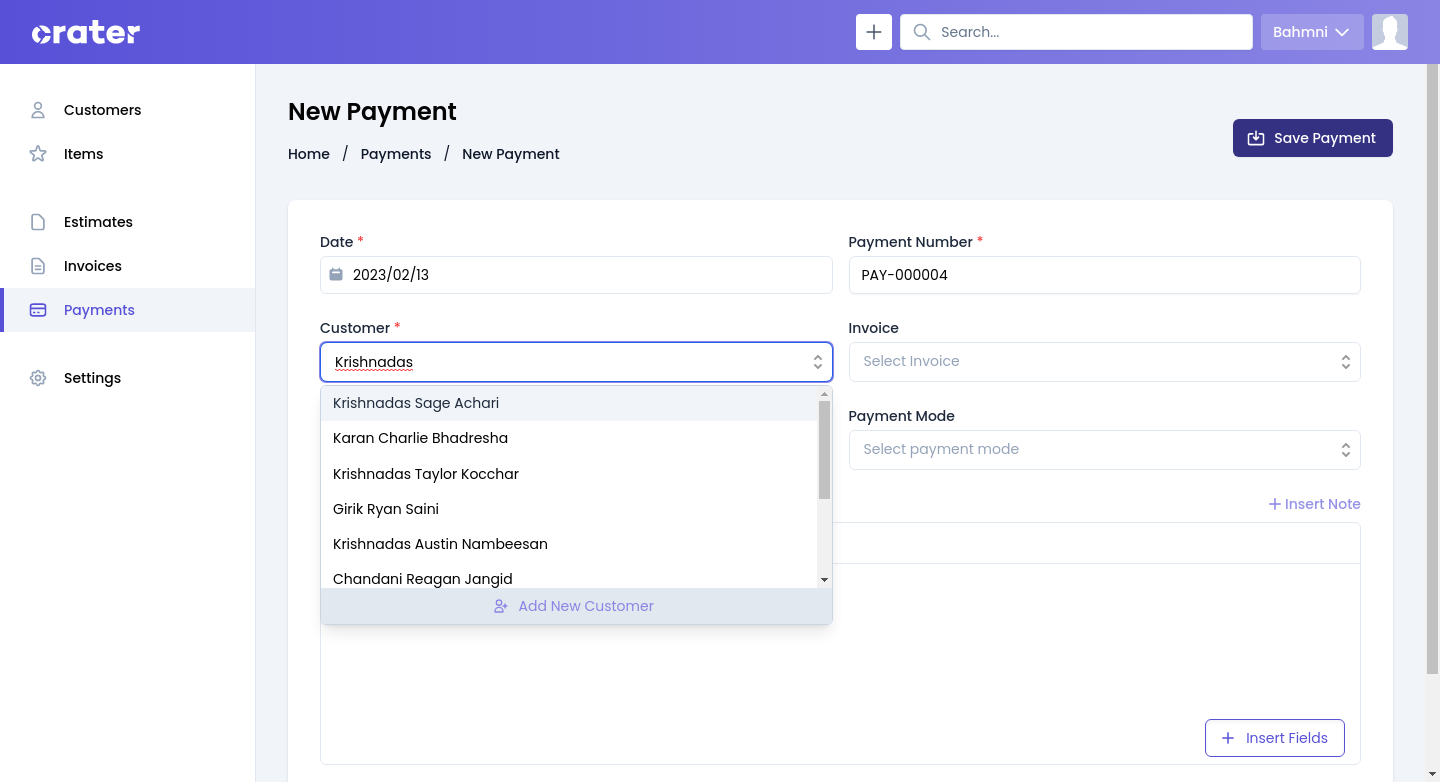 crater
Search...
Bahmni
Customers
Items
Estimates
Invoices
Payments
Settings
New Payment
Home / Payments / New Payment
Save Payment
Date *
2023/02/13
Payment Number *
PAY-000004
Customer *
Krishnadas
Invoice
Select Invoice
Krishnadas Sage Achari
Karan Charlie Bhadresha
Krishnadas Taylor Kocchar
Girik Ryan Saini
Krishnadas Austin Nambeesan
Chandani Reagan Jangid
Add New Customer
Payment Mode
Select payment mode
Insert Note
Insert Fields